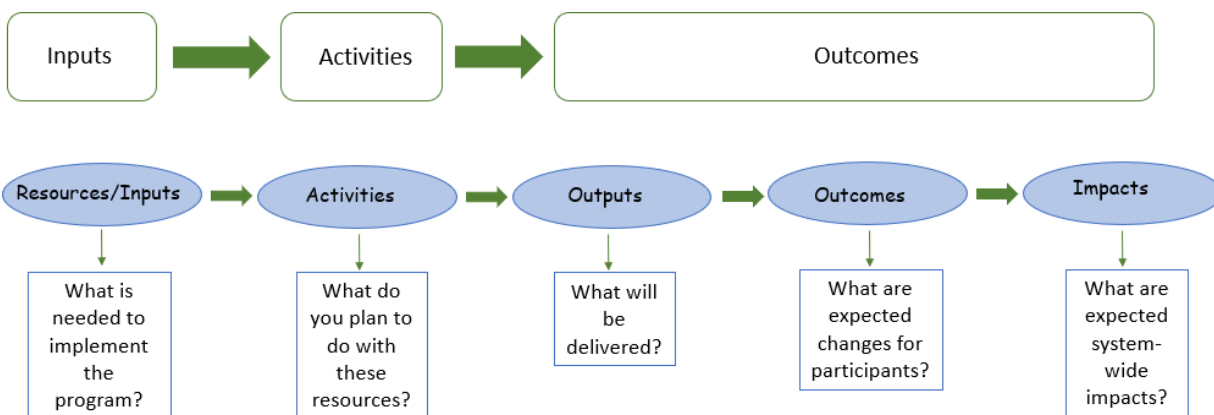 Inputs
Activities
Outcomes
Resources/Inputs
Activities
Outputs
Outcomes
Impacts
What is
needed to
implement
the
program?
What do
you plan to
do with
these
resources?
What will
be
delivered?
What are
expected
changes for
participants?
What are
expected
system-
wide
impacts?